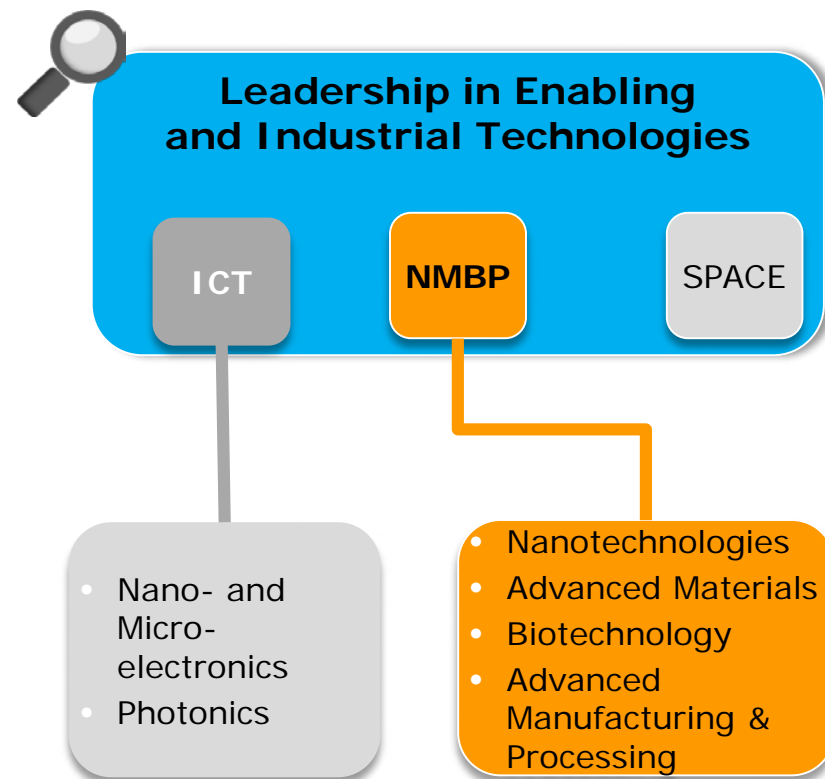 Leadership in Enabling
and Industrial Technologies
ICT
NMBP
SPACE
• Nano- and
Micro-
electronics
• Photonics
• Nanotechnologies
• Advanced Materials
• Biotechnology
• Advanced
Manufacturing &
Processing